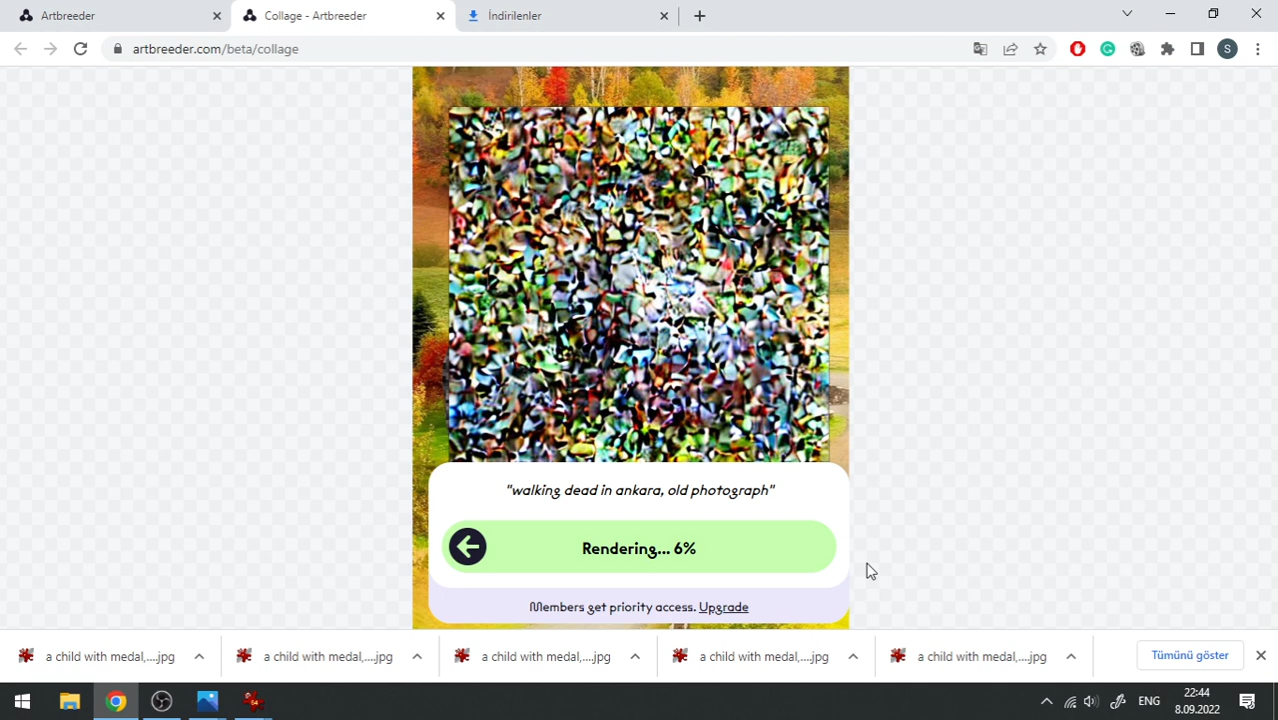 Artbreeder
Collage - Artbreeder
İndirilenler
artbreeder.com/beta/collage
S
"walking dead in ankara, old photograph"
Rendering... 6%
Members get priority access. Upgrade
a child with medal,....jpg
a child with medal,....jpg
a child with medal,....jpg
a child with medal,....jpg
a child with medal,....jpg
Tümünü göster
64
ENG
22:44
8.09.2022